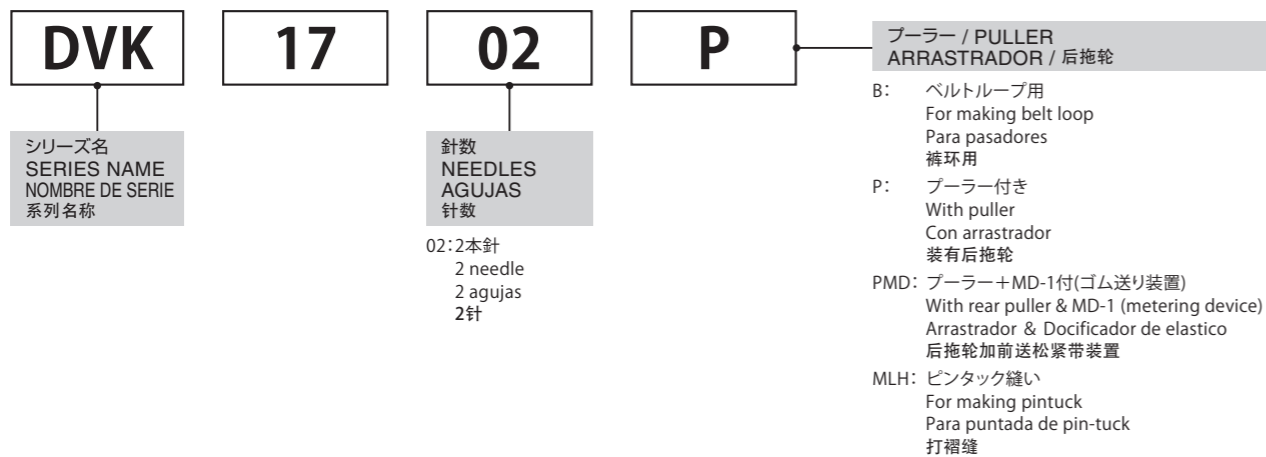 DVK
17
02
P
シリーズ名
SERIES NAME
NOMBRE DE SERIE
系列名称
針数
NEEDLES
AGUJAS
针数
02:2本針
2 needle
2 agujas
2针
プーラー / PULLER
ARRASTRADOR / 后拖轮
B: ベルトループ用
For making belt loop
Para pasadores
裤环用
P: プーラー付き
With puller
Con arrastrador
装有后拖轮
PMD: プーラー+MD-1付(ゴム送り装置)
With rear puller & MD-1 (metering device)
Arrastrador & Docificador de elastico
后拖轮加前送松紧带装置
MLH: ピンタック縫い
For making pintuck
Para puntada de pin-tuck
打褶缝